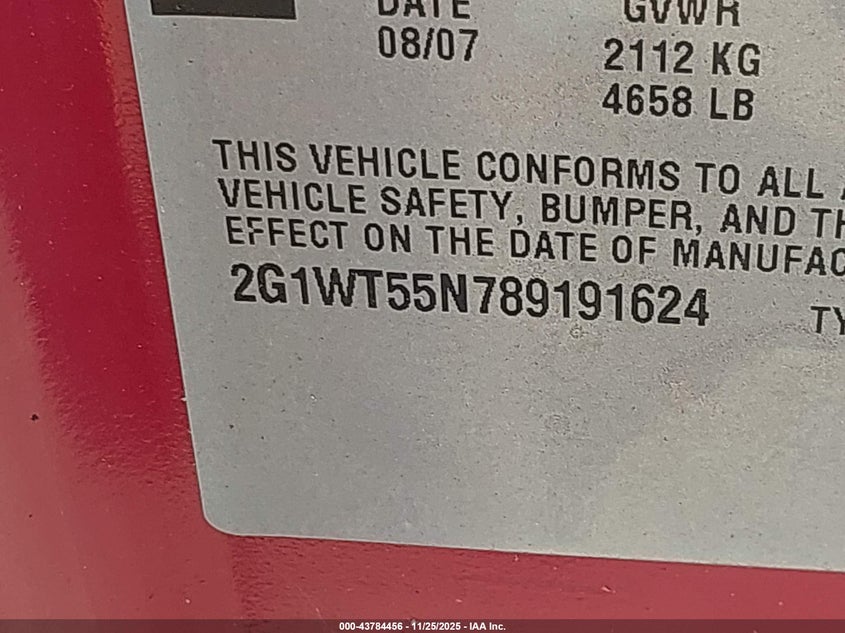 DATE GVWR
08/07 2112 KG
4658 LB
THIS VEHICLE CONFORMS TO ALL
VEHICLE SAFETY, BUMPER, AND TH
EFFECT ON THE DATE OF MANUFAC
2G1WT55N789191624 TY
000-43784456 - 11/25/2025 - IAA Inc.